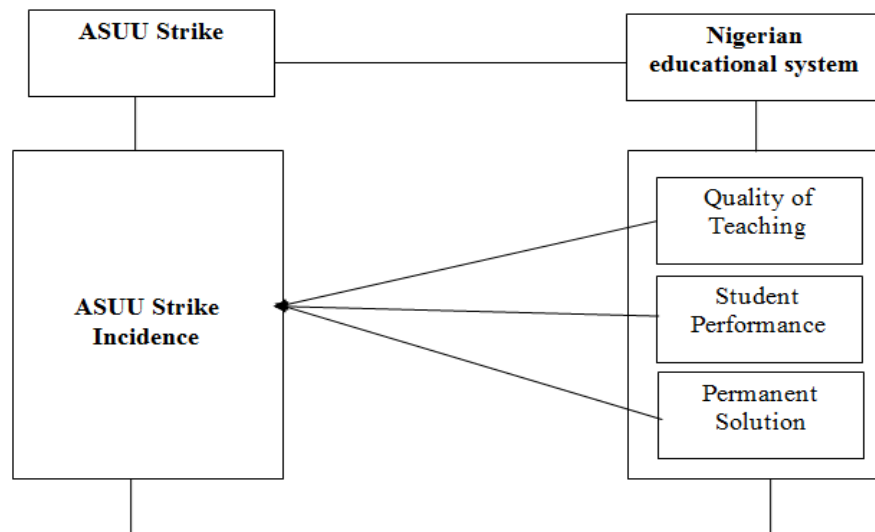 ASUU Strike
Nigerian
educational system
ASUU Strike
Incidence
Quality of
Teaching
Student
Performance
Permanent
Solution